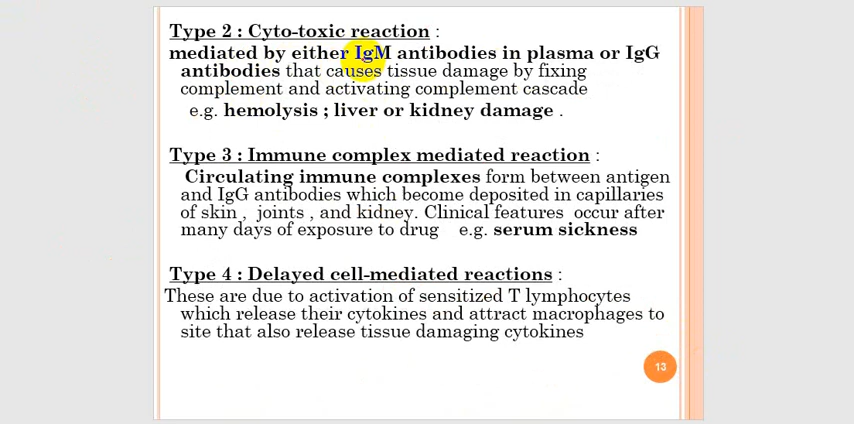 Type 2 : Cyto-toxic reaction :
mediated by either IgM antibodies in plasma or IgG
antibodies that causes tissue damage by fixing
complement and activating complement cascade
e.g. hemolysis ; liver or kidney damage .
Type 3 : Immune complex mediated reaction :
Circulating immune complexes form between antigen
and IgG antibodies which become deposited in capillaries
of skin , joints , and kidney. Clinical features occur after
many days of exposure to drug e.g. serum sickness
Type 4 : Delayed cell-mediated reactions :
These are due to activation of sensitized T lymphocytes
which release their cytokines and attract macrophages to
site that also release tissue damaging cytokines
13